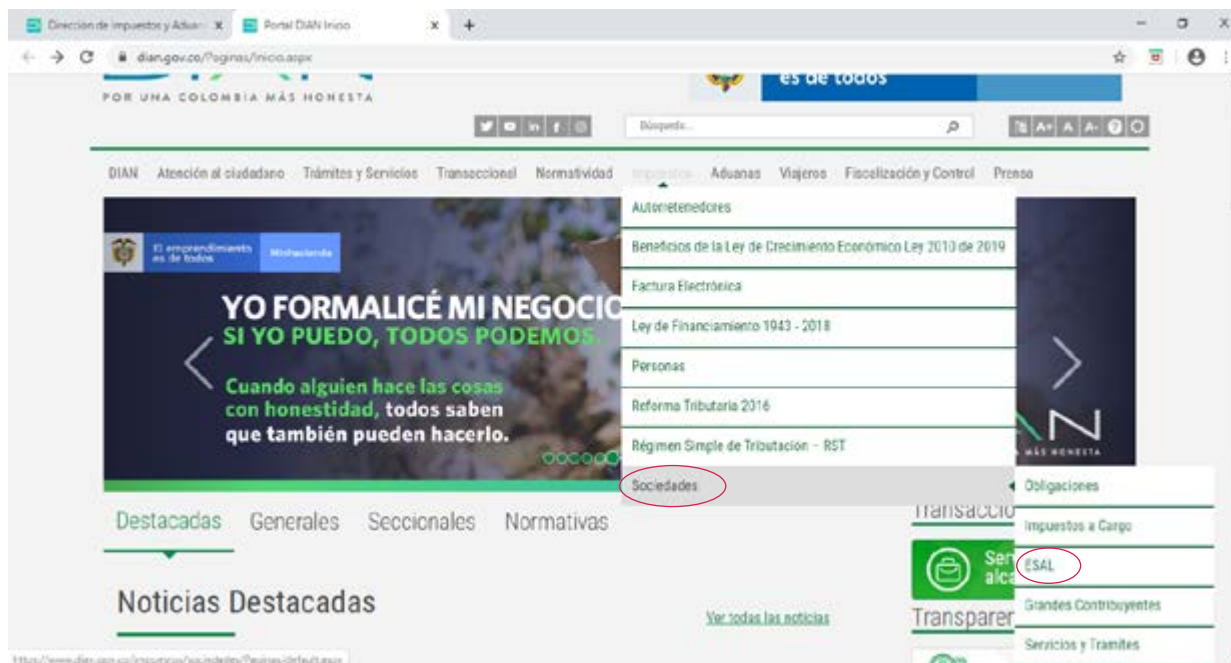 Portal DIAN Inicio
dian.gov.co/Paginas/Inicio.aspx
POR UNA COLOMBIA MÁS HONESTA
es de todos
Búsqueda...
A+ A A-
DIAN Atención al ciudadano Trámites y Servicios Transaccional Normatividad Impuestos Aduanas Viajeros Fiscalización y Control Prensa
Autorretenedores
Beneficios de la Ley de Crecimiento Económico Ley 2010 de 2019
Factura Electrónica
Ley de Financiamiento 1943 - 2018
Personas
Reforma Tributaria 2016
Régimen Simple de Tributación – RST
Sociedades
Obligaciones
Impuestos a Cargo
ESAL
Grandes Contribuyentes
Servicios y Tramites
El emprendimiento
es de todos
Minhacienda
YO FORMALICÉ MI NEGOCIO
SI YO PUEDO, TODOS PODEMOS.
Cuando alguien hace las cosas
con honestidad, todos saben
que también pueden hacerlo.
MÁS HONESTA
Destacadas Generales Seccionales Normativas
Noticias Destacadas
Ver todas las noticias